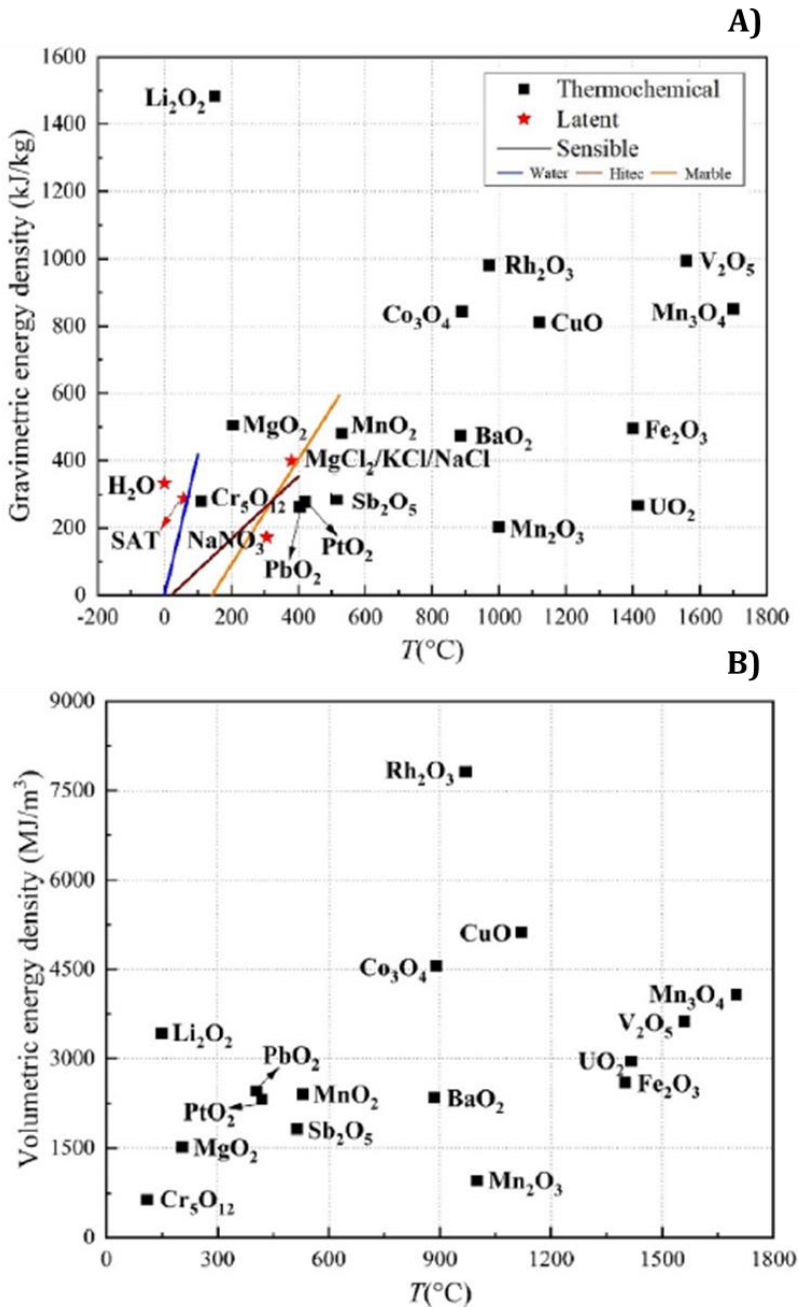 A)
Gravimetric energy density (kJ/kg)
1600
1400
1200
1000
800
600
400
200
0
-200 0 200 400 600 800 1000 1200 1400 1600 1800
T(°C)
Thermochemical
Latent
Sensible
Water Hitec Marble
Li₂O₂
Rh₂O₃
V₂O₅
Co₃O₄
CuO
Mn₃O₄
MgO₂
MnO₂
BaO₂
Fe₂O₃
MgCl₂/KCl/NaCl
H₂O
Cr₅O₁₂
Sb₂O₅
UO₂
SAT
NaNO₃
PtO₂
Mn₂O₃
PbO₂
B)
Volumetric energy density (MJ/m³)
9000
7500
6000
4500
3000
1500
0
0 300 600 900 1200 1500 1800
T(°C)
Rh₂O₃
CuO
Co₃O₄
Mn₃O₄
V₂O₅
Li₂O₂
PbO₂
UO₂
Fe₂O₃
PtO₂
MnO₂
BaO₂
Sb₂O₅
MgO₂
Mn₂O₃
Cr₅O₁₂